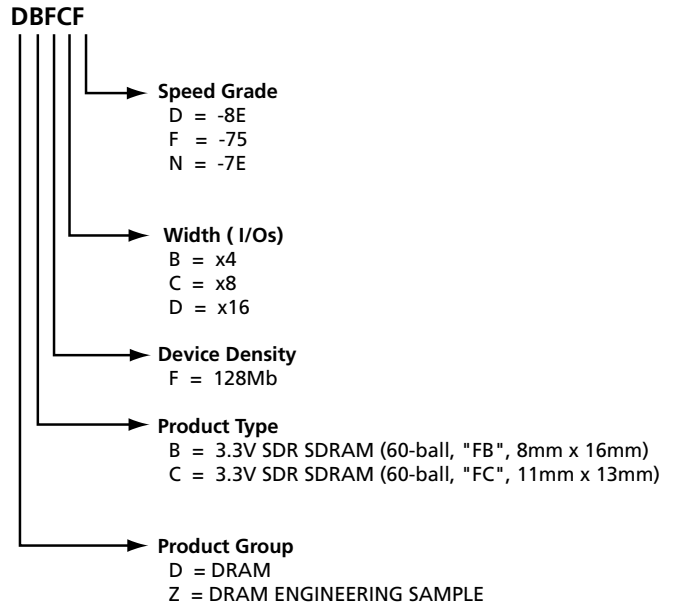 DBFCF
Speed Grade
D = -8E
F = -75
N = -7E
Width ( I/Os)
B = x4
C = x8
D = x16
Device Density
F = 128Mb
Product Type
B = 3.3V SDR SDRAM (60-ball, "FB", 8mm x 16mm)
C = 3.3V SDR SDRAM (60-ball, "FC", 11mm x 13mm)
Product Group
D = DRAM
Z = DRAM ENGINEERING SAMPLE